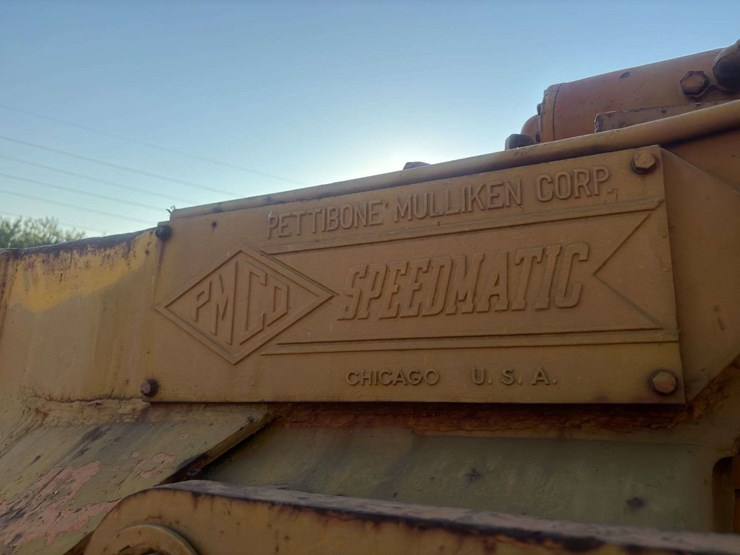 PETTIBONE MULLIKEN CORP.
PMCO
SPEEDMATIC
CHICAGO U.S.A.